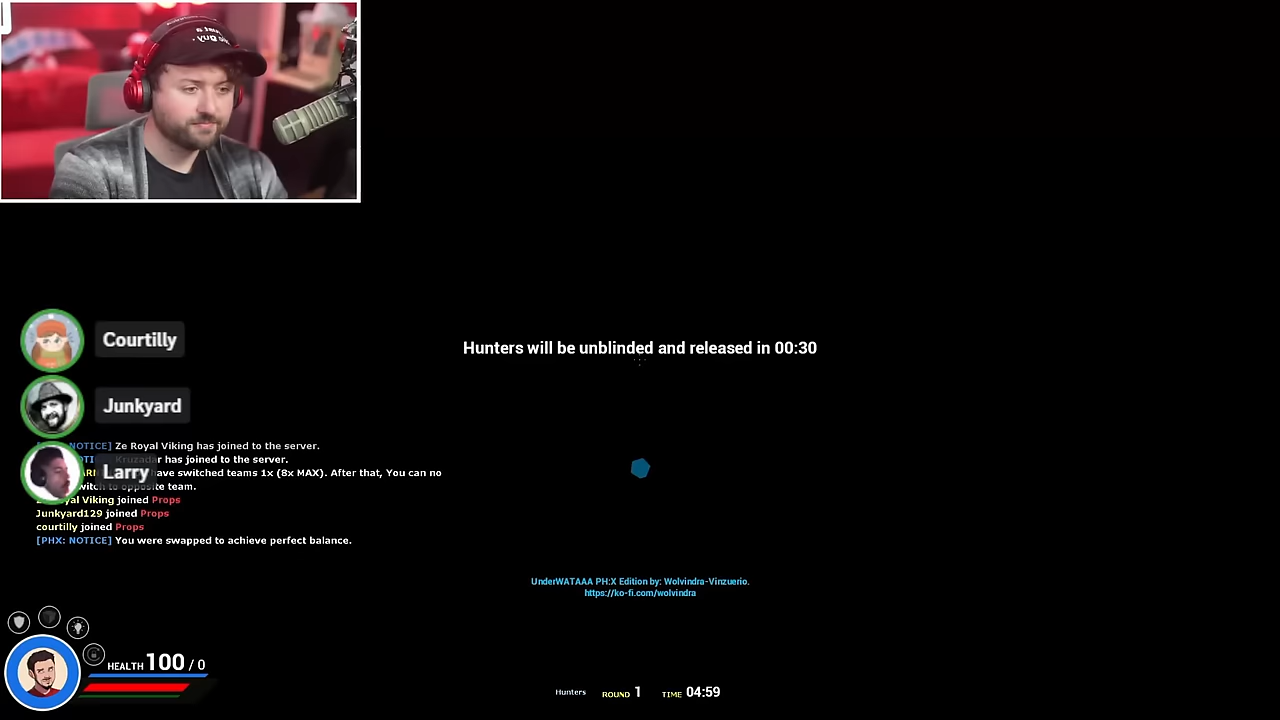 Hunters will be unblinded and released in 00:30
Courtilly
Junkyard
Larry
NOTICE] Ze Royal Viking has joined to the server.
Kruzadar has joined to the server.
have switched teams 1x (8x MAX). After that, You can no
switch to opposite team.
yal Viking joined Props
Junkyard129 joined Props
courtilly joined Props
[PHX: NOTICE] You were swapped to achieve perfect balance.
UnderWATAAA PH:X Edition by: Wolvindra-Vinzuerio.
https://ko-fi.com/wolvindra
HEALTH 100 / 0
Hunters ROUND 1 TIME 04:59